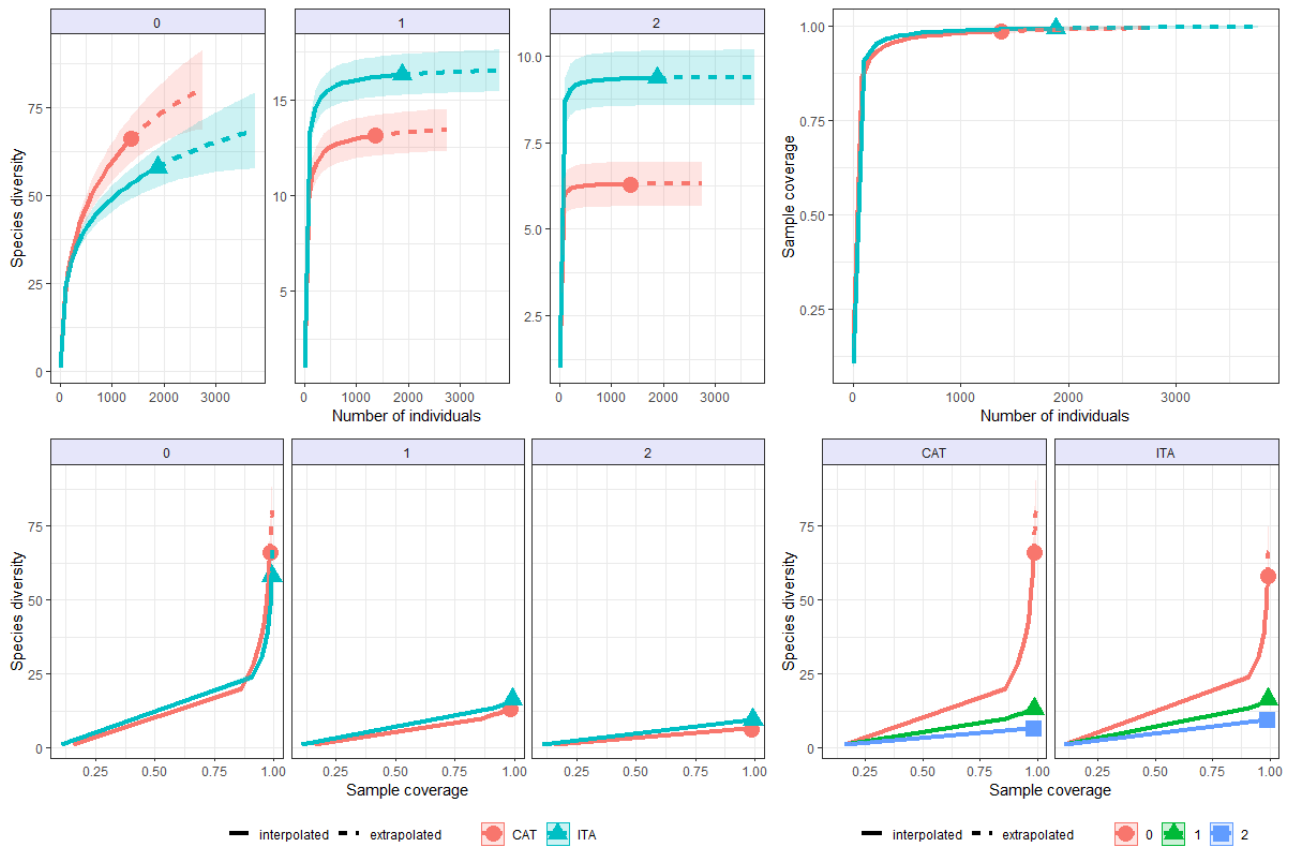 0 1 2
Species diversity
75
50
25
0
15
10
5
10.0
7.5
5.0
2.5
0 1000 2000 3000
0 1000 2000 3000
0 1000 2000 3000
Number of individuals
Sample coverage
1.00
0.75
0.50
0.25
0 1000 2000 3000
Number of individuals
0 1 2
Species diversity
75
50
25
0
0.25 0.50 0.75 1.00
0.25 0.50 0.75 1.00
0.25 0.50 0.75 1.00
Sample coverage
CAT ITA
Species diversity
75
50
25
0
0.25 0.50 0.75 1.00
0.25 0.50 0.75 1.00
Sample coverage
interpolated extrapolated CAT ITA
interpolated extrapolated 0 1 2